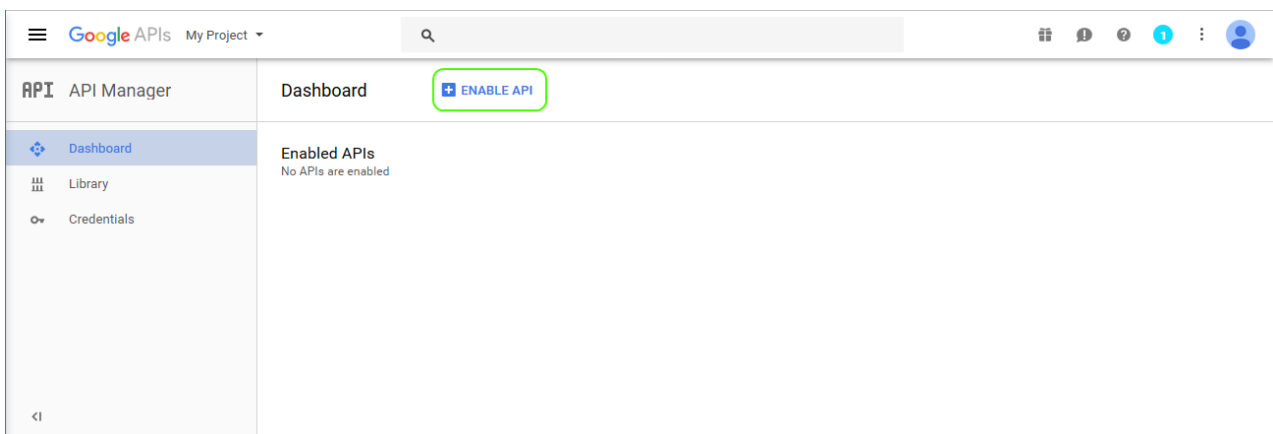 Google APIs My Project
1
API API Manager
Dashboard ENABLE API
Dashboard
Library
Credentials
Enabled APIs
No APIs are enabled